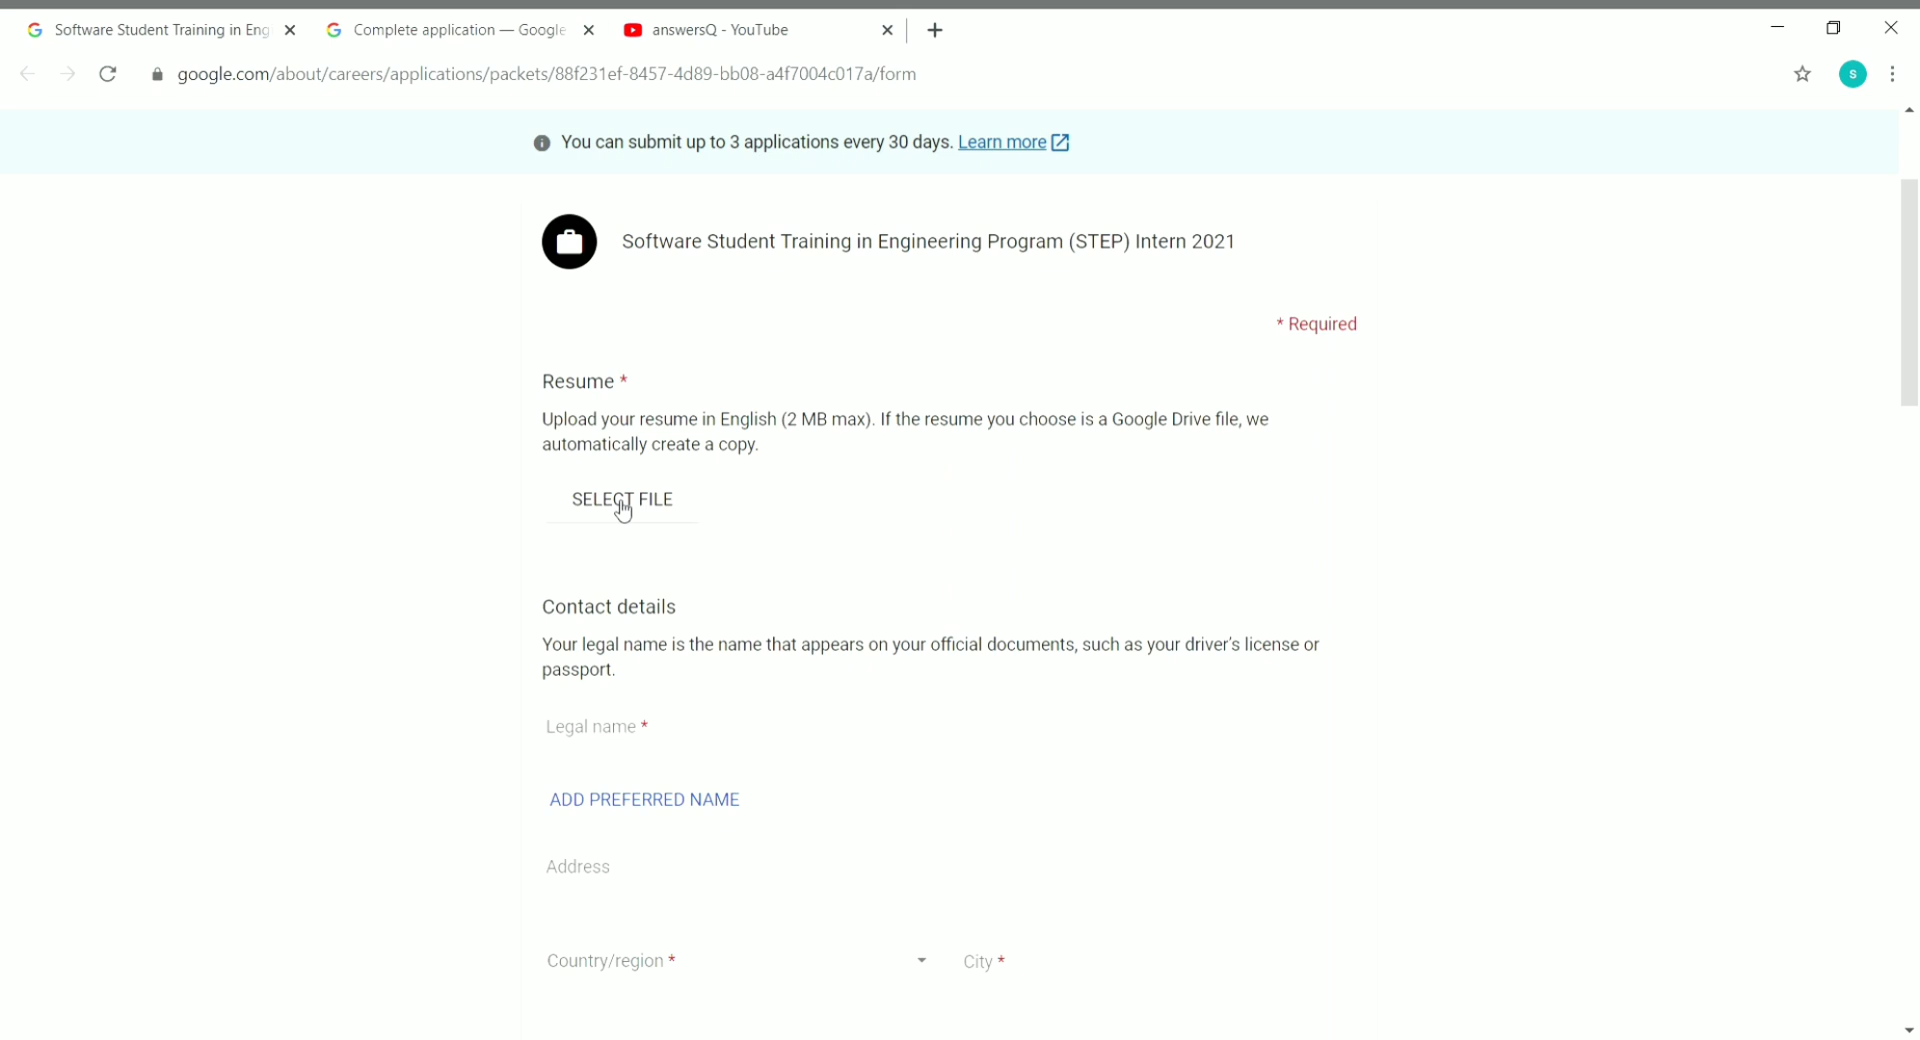 Software Student Training in Eng
Complete application — Google
answersQ - YouTube
google.com/about/careers/applications/packets/88f231ef-8457-4d89-bb08-a4f7004c017a/form
S
You can submit up to 3 applications every 30 days. Learn more
Software Student Training in Engineering Program (STEP) Intern 2021
* Required
Resume *
Upload your resume in English (2 MB max). If the resume you choose is a Google Drive file, we
automatically create a copy.
SELECT FILE
Contact details
Your legal name is the name that appears on your official documents, such as your driver's license or
passport.
Legal name *
ADD PREFERRED NAME
Address
Country/region * City *